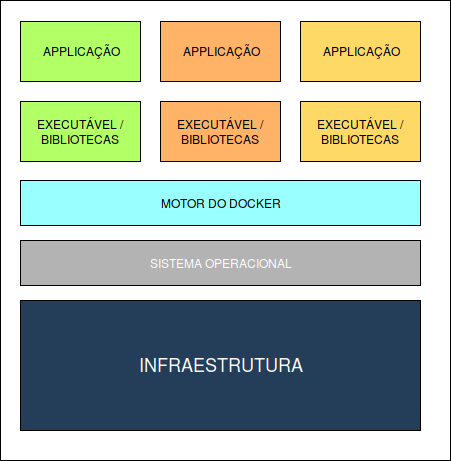 APPLICAÇÃO
APPLICAÇÃO
APPLICAÇÃO
EXECUTÁVEL /
BIBLIOTECAS
EXECUTÁVEL /
BIBLIOTECAS
EXECUTÁVEL /
BIBLIOTECAS
MOTOR DO DOCKER
SISTEMA OPERACIONAL
INFRAESTRUTURA